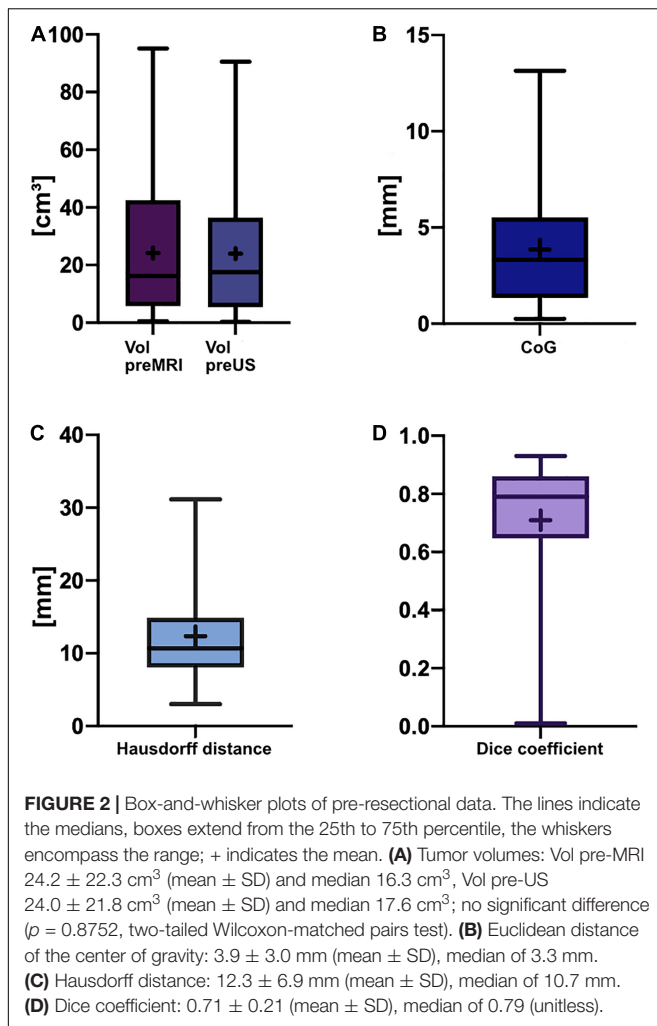 A
100
80
60
40
20
0
[cm³]
Vol
preMRI
Vol
preUS
B
15
10
5
0
[mm]
CoG
C
40
30
20
10
0
[mm]
Hausdorff distance
D
1.0
0.8
0.6
0.4
0.2
0.0
Dice coefficient
FIGURE 2 | Box-and-whisker plots of pre-resectional data. The lines indicate
the medians, boxes extend from the 25th to 75th percentile, the whiskers
encompass the range; + indicates the mean. (A) Tumor volumes: Vol pre-MRI
24.2 ± 22.3 cm³ (mean ± SD) and median 16.3 cm³, Vol pre-US
24.0 ± 21.8 cm³ (mean ± SD) and median 17.6 cm³; no significant difference
(p = 0.8752, two-tailed Wilcoxon-matched pairs test). (B) Euclidean distance
of the center of gravity: 3.9 ± 3.0 mm (mean ± SD), median of 3.3 mm.
(C) Hausdorff distance: 12.3 ± 6.9 mm (mean ± SD), median of 10.7 mm.
(D) Dice coefficient: 0.71 ± 0.21 (mean ± SD), median of 0.79 (unitless).